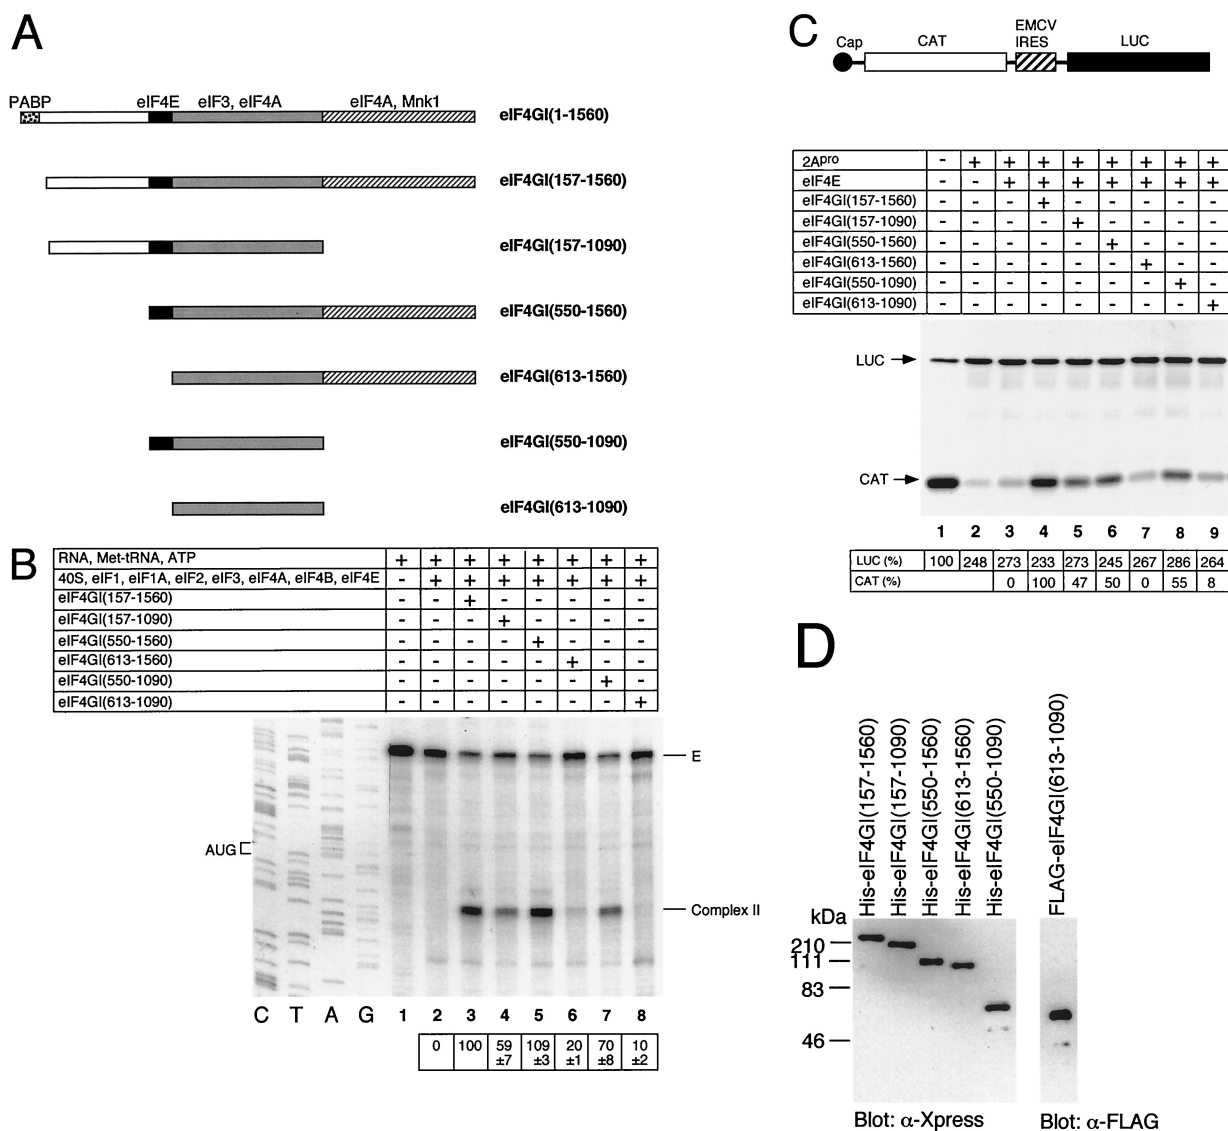 A
PABP eIF4E eIF3, eIF4A eIF4A, Mnk1
eIF4GI(1-1560)
eIF4GI(157-1560)
eIF4GI(157-1090)
eIF4GI(550-1560)
eIF4GI(613-1560)
eIF4GI(550-1090)
eIF4GI(613-1090)
B
RNA, Met-tRNA, ATP + + + + + + + +
40S, eIF1, eIF1A, eIF2, eIF3, eIF4A, eIF4B, eIF4E - + + + + + + +
eIF4GI(157-1560) - - + - - - - -
eIF4GI(157-1090) - - - + - - - -
eIF4GI(550-1560) - - - - + - - -
eIF4GI(613-1560) - - - - - + - -
eIF4GI(550-1090) - - - - - - + -
eIF4GI(613-1090) - - - - - - - +
E
AUG
Complex II
C T A G 1 2 3 4 5 6 7 8
0 100 59 ±7 109 ±3 20 ±1 70 ±8 10 ±2
C
Cap CAT EMCV IRES LUC
2Apro - + + + + + + + +
eIF4E - - + + + + + + +
eIF4GI(157-1560) - - - + - - - - -
eIF4GI(157-1090) - - - - + - - - -
eIF4GI(550-1560) - - - - - + - - -
eIF4GI(613-1560) - - - - - - + - -
eIF4GI(550-1090) - - - - - - - + -
eIF4GI(613-1090) - - - - - - - - +
LUC
CAT
1 2 3 4 5 6 7 8 9
LUC (%) 100 248 273 233 273 245 267 286 264
CAT (%) 0 100 47 50 0 55 8
D
His-eIF4GI(157-1560)
His-eIF4GI(157-1090)
His-eIF4GI(550-1560)
His-eIF4GI(613-1560)
His-eIF4GI(550-1090)
FLAG-eIF4GI(613-1090)
kDa
210
111
83
46
Blot: α-Xpress
Blot: α-FLAG